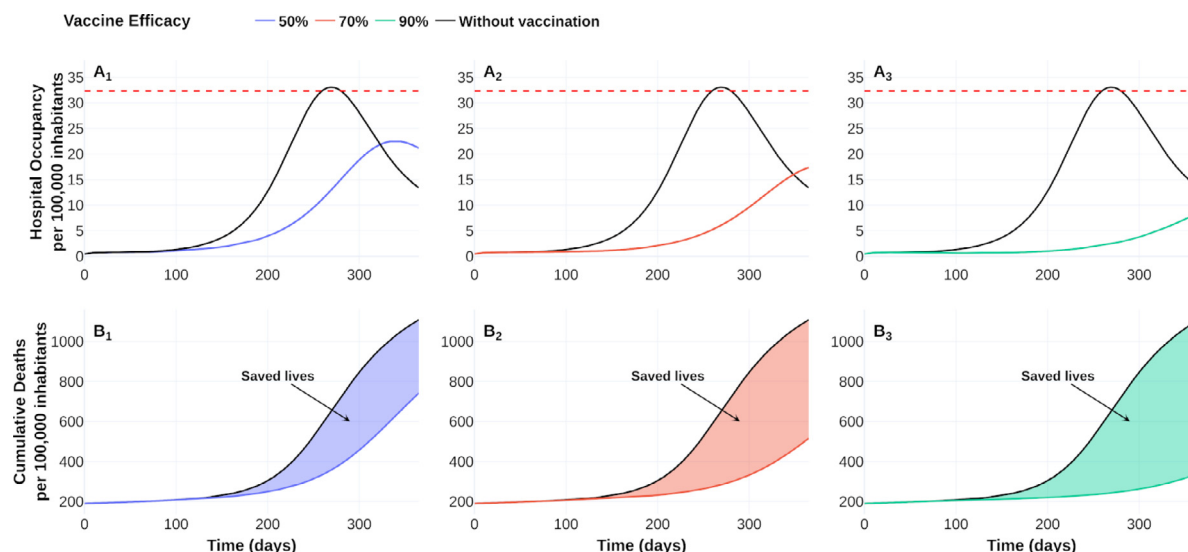 Vaccine Efficacy 50% 70% 90% Without vaccination
Hospital Occupancy
per 100,000 inhabitants
A1
35
30
25
20
15
10
5
0
0 100 200 300
A2
35
30
25
20
15
10
5
0
0 100 200 300
A3
35
30
25
20
15
10
5
0
0 100 200 300
Cumulative Deaths
per 100,000 inhabitants
B1
1000
800
600
400
200
Saved lives
0 100 200 300
Time (days)
B2
1000
800
600
400
200
Saved lives
0 100 200 300
Time (days)
B3
1000
800
600
400
200
Saved lives
0 100 200 300
Time (days)